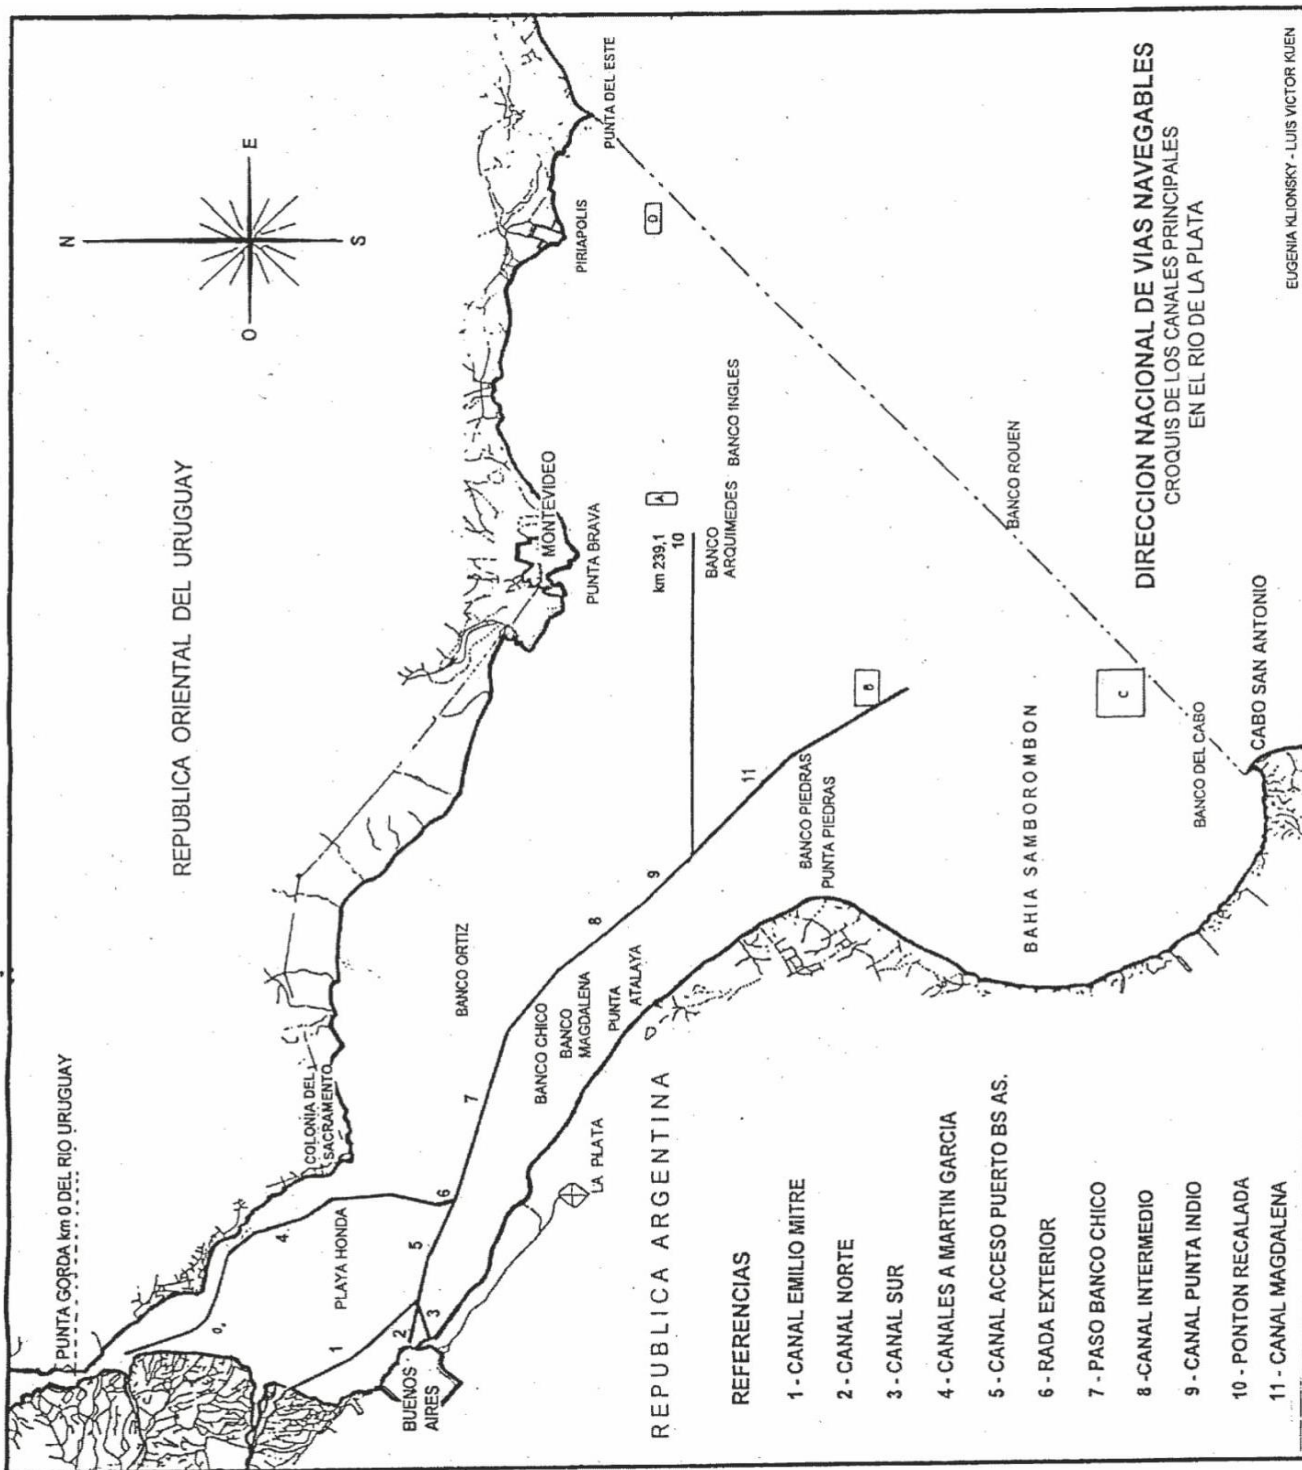 N
E
S
O
REPUBLICA ORIENTAL DEL URUGUAY
PUNTA GORDA km 0 DEL RIO URUGUAY
COLONIA DEL
SACRAMENTO
MONTEVIDEO
PUNTA BRAVA
PIRIAPOLIS
PUNTA DEL ESTE
D
PLAYA HONDA
BANCO ORTIZ
km 239,1
10
A
BANCO
ARQUIMEDES
BANCO INGLES
1
2
3
4
5
6
7
8
9
11
BUENOS
AIRES
BANCO CHICO
BANCO
MAGDALENA
PUNTA
ATALAYA
LA PLATA
BANCO PIEDRAS
PUNTA PIEDRAS
B
BAHIA SAMBOROMBON
BANCO ROUEN
C
BANCO DEL CABO
CABO SAN ANTONIO
REPUBLICA ARGENTINA
REFERENCIAS
1 - CANAL EMILIO MITRE
2 - CANAL NORTE
3 - CANAL SUR
4 - CANALES A MARTIN GARCIA
5 - CANAL ACCESO PUERTO BS AS.
6 - RADA EXTERIOR
7 - PASO BANCO CHICO
8 -CANAL INTERMEDIO
9 - CANAL PUNTA INDIO
10 - PONTON RECALADA
11 - CANAL MAGDALENA
DIRECCION NACIONAL DE VIAS NAVEGABLES
CROQUIS DE LOS CANALES PRINCIPALES
EN EL RIO DE LA PLATA
EUGENIA KLIONSKY - LUIS VICTOR KUEN